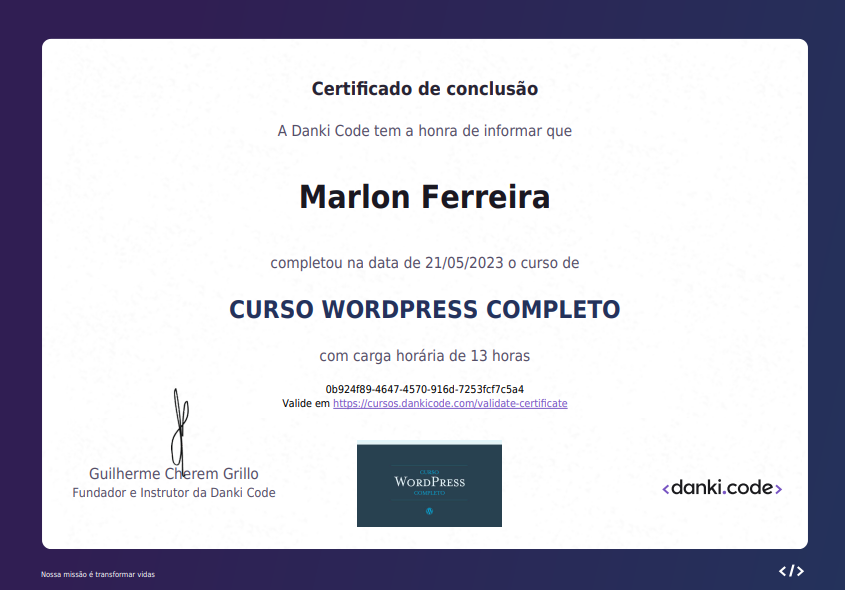 Certificado de conclusão
A Danki Code tem a honra de informar que
Marlon Ferreira
completou na data de 21/05/2023 o curso de
CURSO WORDPRESS COMPLETO
com carga horária de 13 horas
0b924f89-4647-4570-916d-7253fcf7c5a4
Valide em https://cursos.dankicode.com/validate-certificate
Guilherme Cherem Grillo
Fundador e Instrutor da Danki Code
CURSO
WORDPRESS
COMPLETO
<danki.code>
Nossa missão é transformar vidas
</>